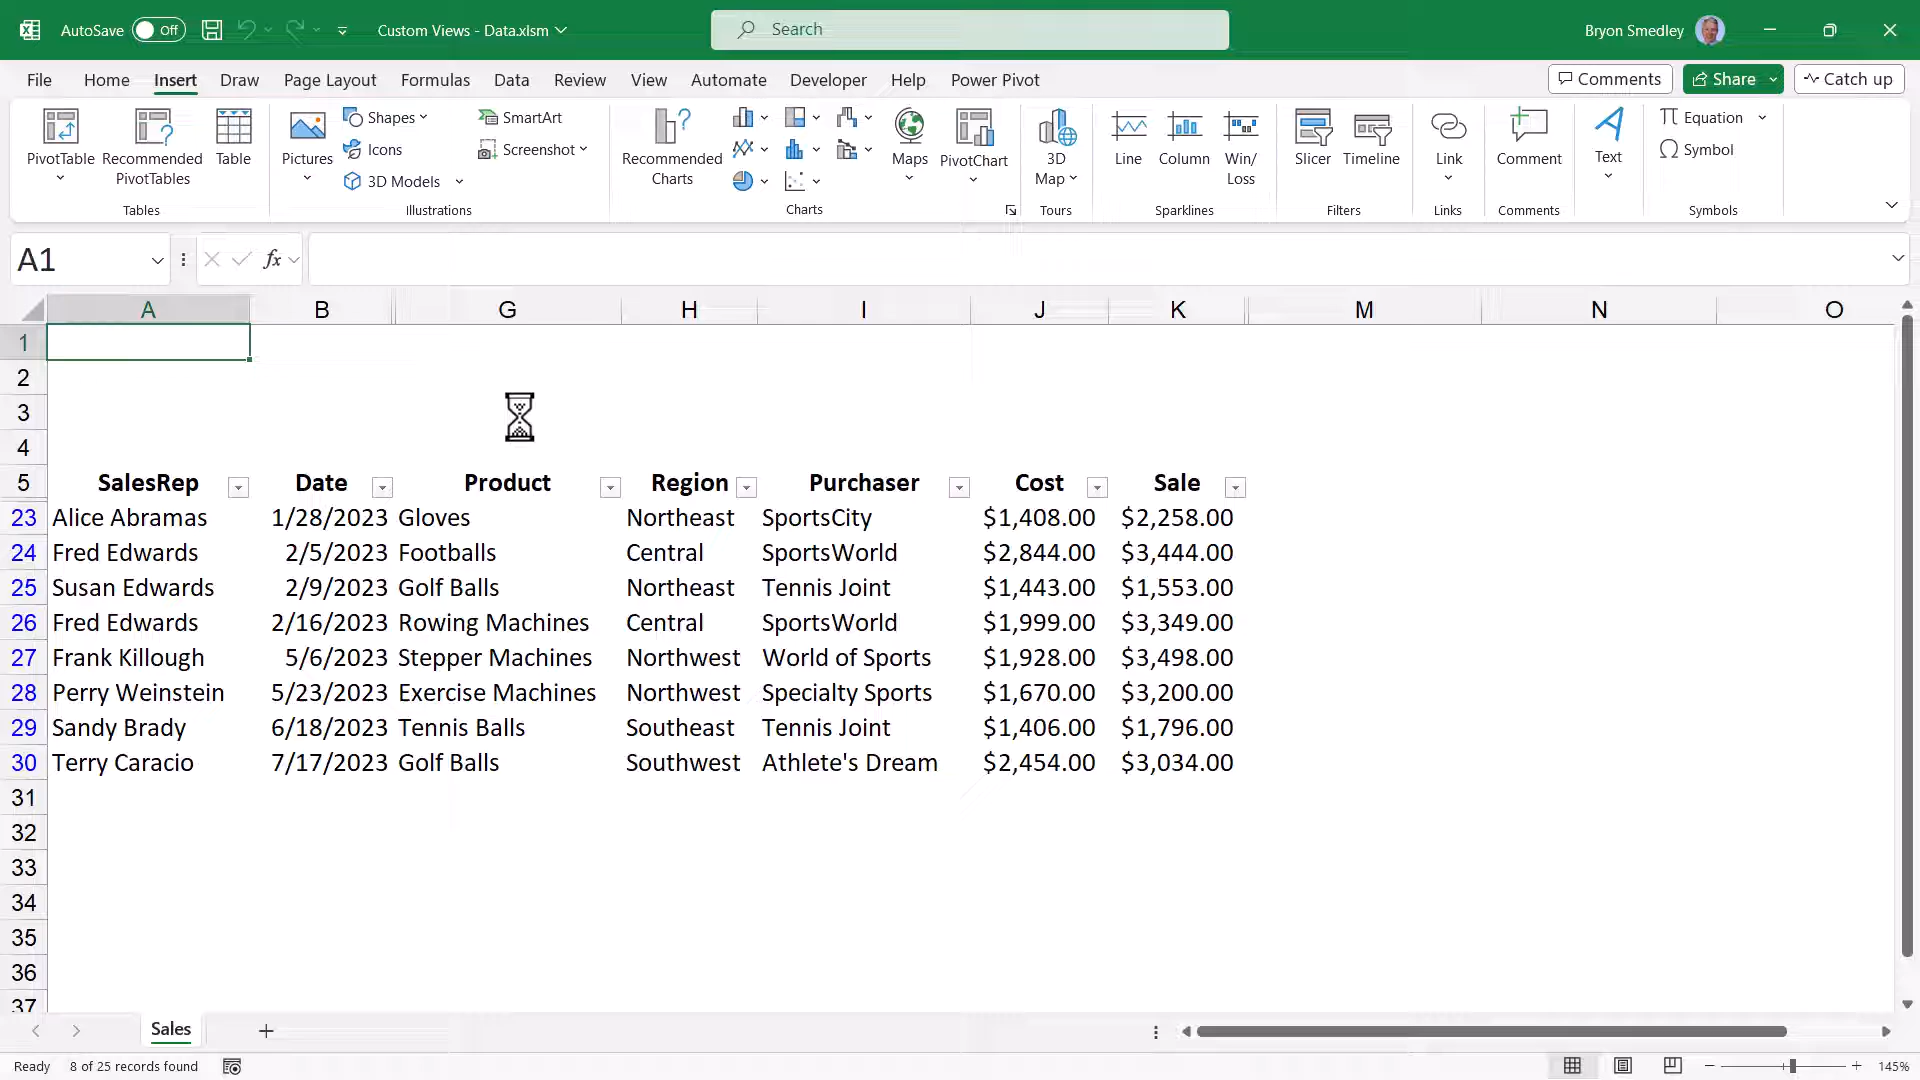 AutoSave Off Custom Views - Data.xlsm Search Bryon Smedley
File Home Insert Draw Page Layout Formulas Data Review View Automate Developer Help Power Pivot Comments Share Catch up
PivotTable Recommended PivotTables Table
Tables
Pictures Shapes Icons 3D Models SmartArt Screenshot
Illustrations
Recommended Charts Maps PivotChart
Charts
3D Map
Tours
Line Column Win/Loss
Sparklines
Slicer Timeline
Filters
Link
Links
Comment
Comments
Text
Equation
Symbol
Symbols
A1 fx
A B G H I J K M N O
1
2
3
4
5 SalesRep Date Product Region Purchaser Cost Sale
23 Alice Abramas 1/28/2023 Gloves Northeast SportsCity $1,408.00 $2,258.00
24 Fred Edwards 2/5/2023 Footballs Central SportsWorld $2,844.00 $3,444.00
25 Susan Edwards 2/9/2023 Golf Balls Northeast Tennis Joint $1,443.00 $1,553.00
26 Fred Edwards 2/16/2023 Rowing Machines Central SportsWorld $1,999.00 $3,349.00
27 Frank Killough 5/6/2023 Stepper Machines Northwest World of Sports $1,928.00 $3,498.00
28 Perry Weinstein 5/23/2023 Exercise Machines Northwest Specialty Sports $1,670.00 $3,200.00
29 Sandy Brady 6/18/2023 Tennis Balls Southeast Tennis Joint $1,406.00 $1,796.00
30 Terry Caracio 7/17/2023 Golf Balls Southwest Athlete's Dream $2,454.00 $3,034.00
31
32
33
34
35
36
37
Sales
Ready 8 of 25 records found 145%